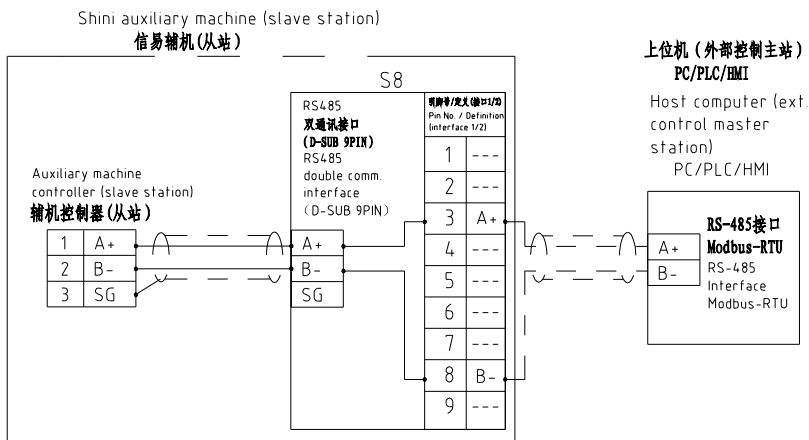 Shini auxiliary machine (slave station)
信易辅机(从站)
S8
RS485
双通讯接口
(D-SUB 9PIN)
RS485
double comm.
interface
(D-SUB 9PIN)
引脚号/定义(接口1/2)
Pin No. / Definition
(interface 1/2)
1 ---
2 ---
3 A+
4 ---
5 ---
6 ---
7 ---
8 B-
9 ---
Auxiliary machine
controller (slave station)
辅机控制器(从站)
1 A+
2 B-
3 SG
A+
B-
SG
上位机(外部控制主站)
PC/PLC/HMI
Host computer (ext.
control master
station)
PC/PLC/HMI
A+
B-
RS-485接口
Modbus-RTU
RS-485
Interface
Modbus-RTU